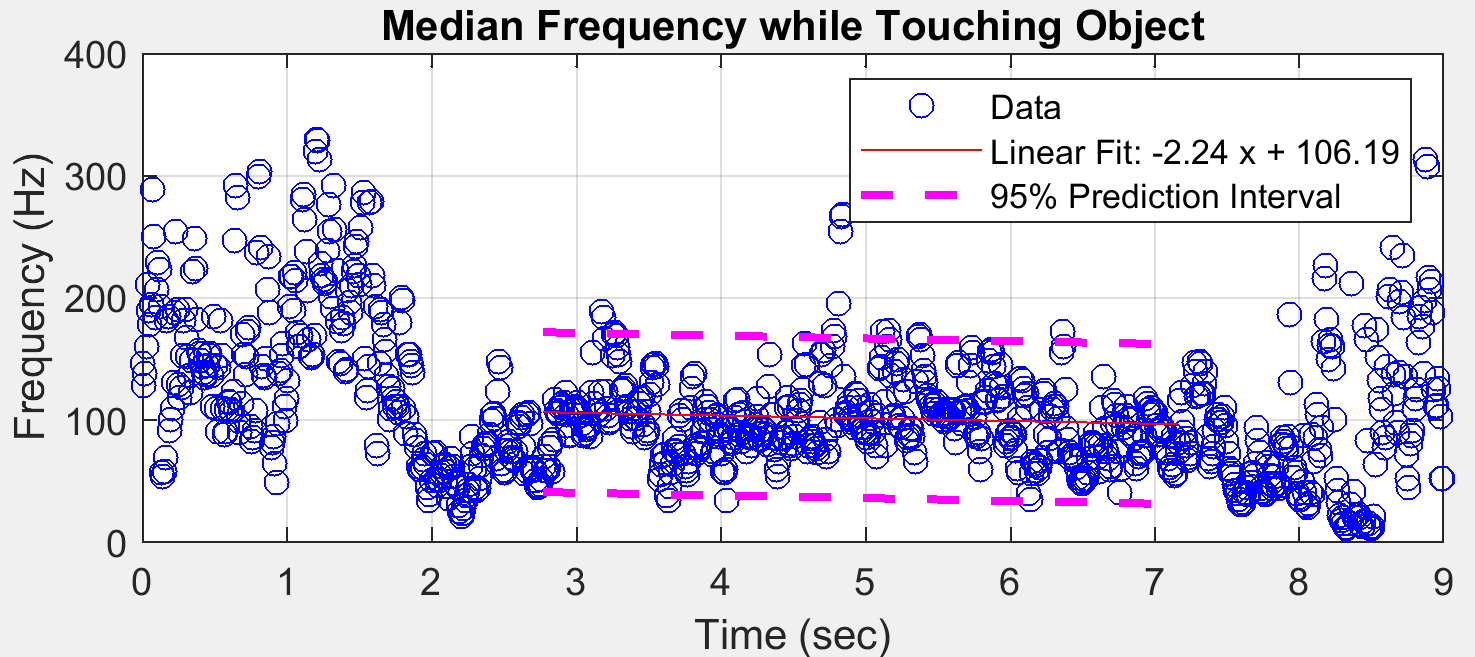 Median Frequency while Touching Object
400
300
200
100
0
Frequency (Hz)
Data
Linear Fit: -2.24 x + 106.19
95% Prediction Interval
0 1 2 3 4 5 6 7 8 9
Time (sec)